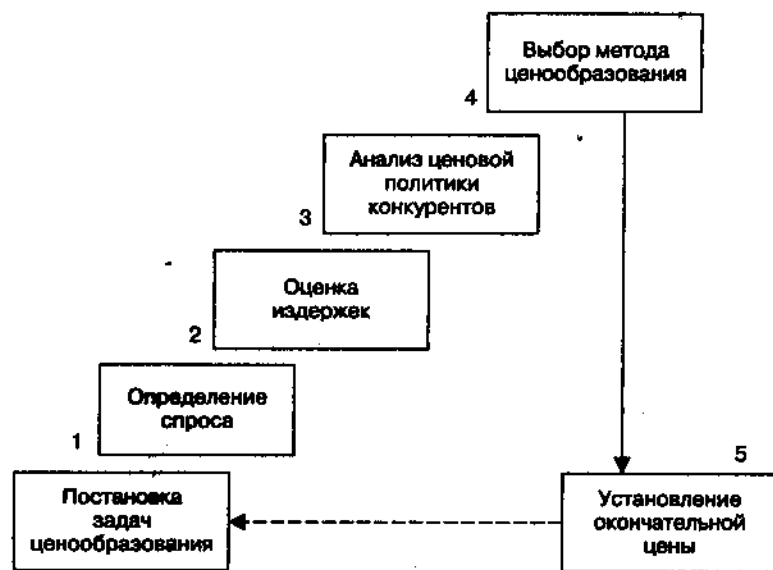 Выбор метода
ценообразования
4
Анализ ценовой
политики
конкурентов
3
Оценка
издержек
2
Определение
спроса
1
5
Постановка
задач
ценообразования
Установление
окончательной
цены